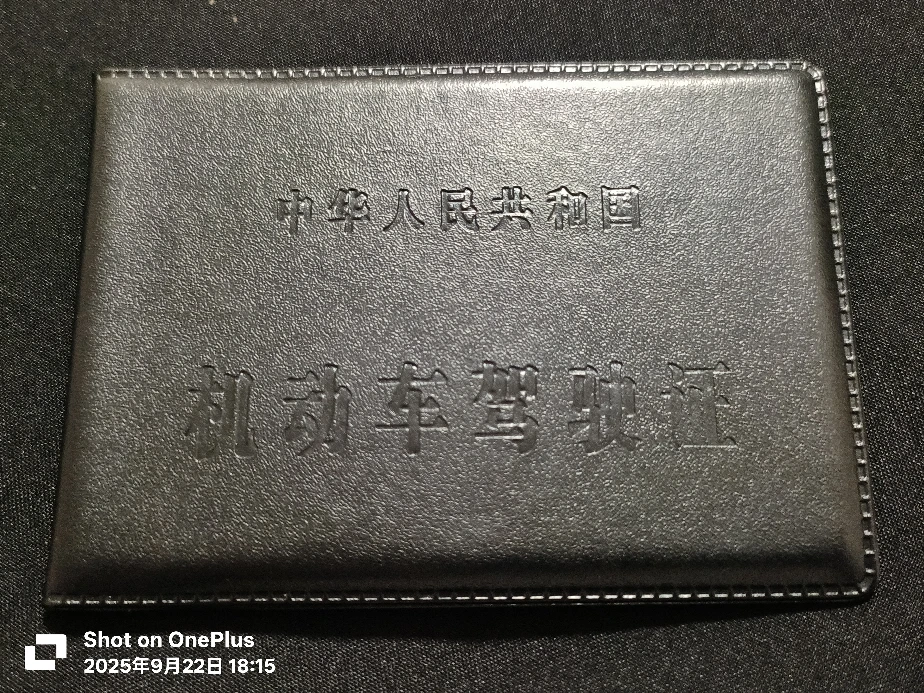 中华人民共和国
机动车驾驶证
Shot on OnePlus
2025年9月22日 18:15